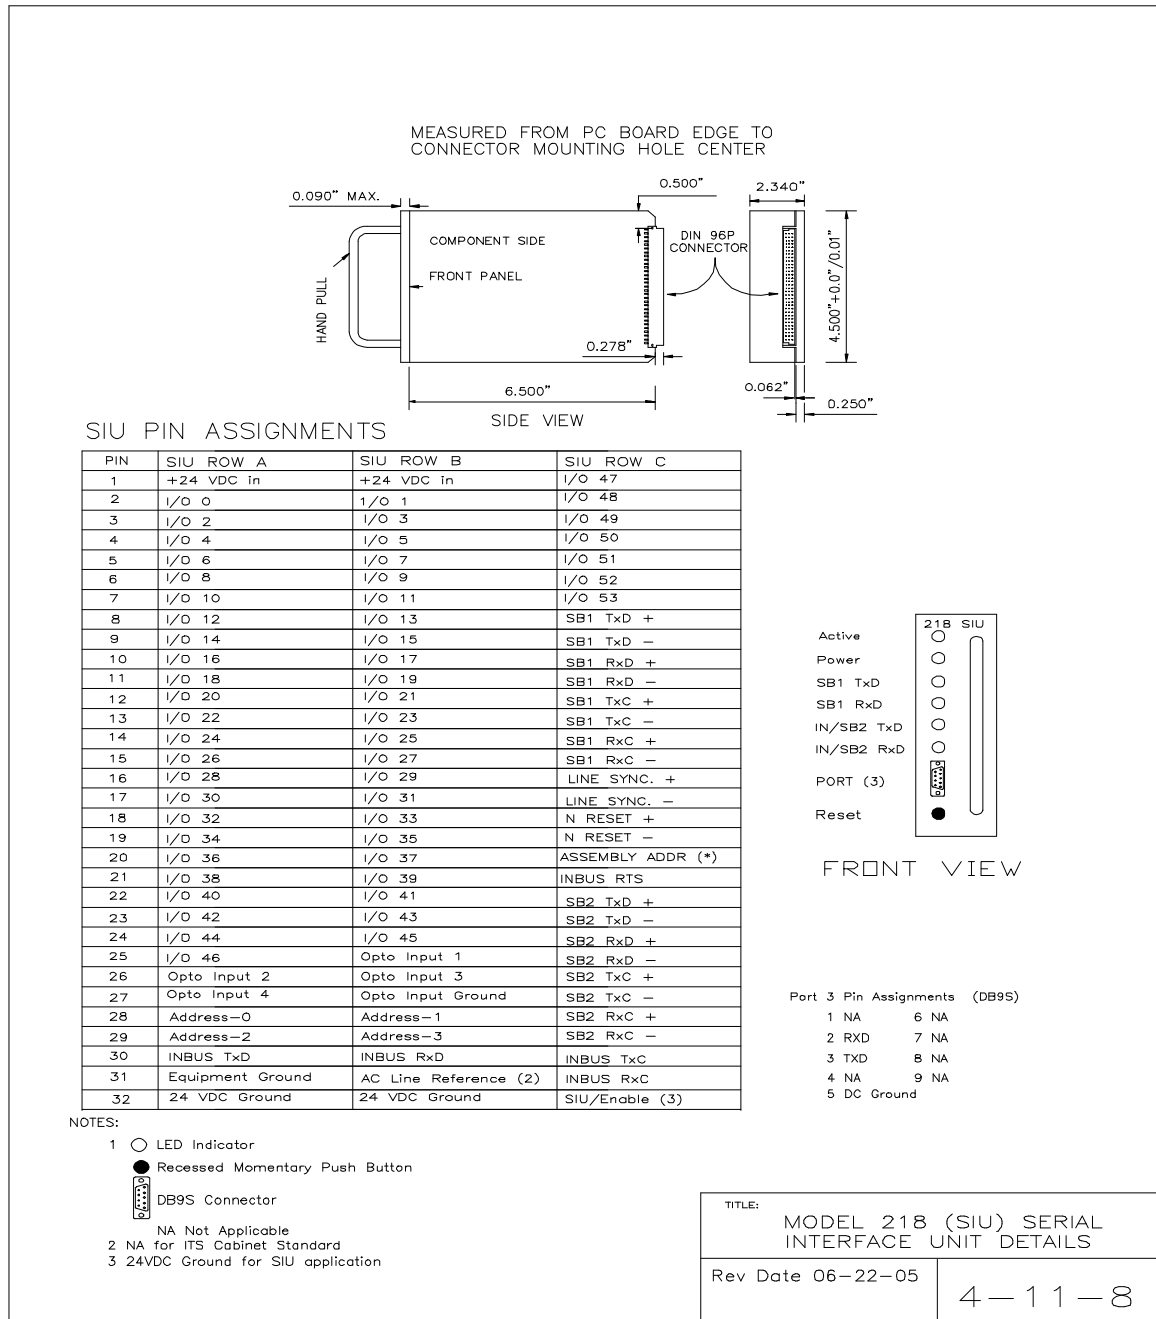 MEASURED FROM PC BOARD EDGE TO
CONNECTOR MOUNTING HOLE CENTER
0.090" MAX.
0.500"
2.340"
COMPONENT SIDE
FRONT PANEL
HAND PULL
DIN 96P
CONNECTOR
4.500"+0.0"/0.01"
0.278"
6.500"
0.062"
0.250"
SIDE VIEW
SIU PIN ASSIGNMENTS
PIN SIU ROW A SIU ROW B SIU ROW C
1 +24 VDC in +24 VDC in I/O 47
2 I/O 0 1/O 1 I/O 48
3 I/O 2 I/O 3 I/O 49
4 I/O 4 I/O 5 I/O 50
5 I/O 6 I/O 7 I/O 51
6 I/O 8 I/O 9 I/O 52
7 I/O 10 I/O 11 I/O 53
8 I/O 12 I/O 13 SB1 TxD +
9 I/O 14 I/O 15 SB1 TxD −
10 I/O 16 I/O 17 SB1 RxD +
11 I/O 18 I/O 19 SB1 RxD −
12 I/O 20 I/O 21 SB1 TxC +
13 I/O 22 I/O 23 SB1 TxC −
14 I/O 24 I/O 25 SB1 RxC +
15 I/O 26 I/O 27 SB1 RxC −
16 I/O 28 I/O 29 LINE SYNC. +
17 I/O 30 I/O 31 LINE SYNC. −
18 I/O 32 I/O 33 N RESET +
19 I/O 34 I/O 35 N RESET −
20 I/O 36 I/O 37 ASSEMBLY ADDR (*)
21 I/O 38 I/O 39 INBUS RTS
22 I/O 40 I/O 41 SB2 TxD +
23 I/O 42 I/O 43 SB2 TxD −
24 I/O 44 I/O 45 SB2 RxD +
25 I/O 46 Opto Input 1 SB2 RxD −
26 Opto Input 2 Opto Input 3 SB2 TxC +
27 Opto Input 4 Opto Input Ground SB2 TxC −
28 Address−0 Address−1 SB2 RxC +
29 Address−2 Address−3 SB2 RxC −
30 INBUS TxD INBUS RxD INBUS TxC
31 Equipment Ground AC Line Reference (2) INBUS RxC
32 24 VDC Ground 24 VDC Ground SIU/Enable (3)
218 SIU
Active
Power
SB1 TxD
SB1 RxD
IN/SB2 TxD
IN/SB2 RxD
PORT (3)
Reset
FRONT VIEW
Port 3 Pin Assignments (DB9S)
1 NA 6 NA
2 RXD 7 NA
3 TXD 8 NA
4 NA 9 NA
5 DC Ground
NOTES:
1 LED Indicator
Recessed Momentary Push Button
DB9S Connector
NA Not Applicable
2 NA for ITS Cabinet Standard
3 24VDC Ground for SIU application
TITLE:
MODEL 218 (SIU) SERIAL
INTERFACE UNIT DETAILS
Rev Date 06−22−05
4−11−8